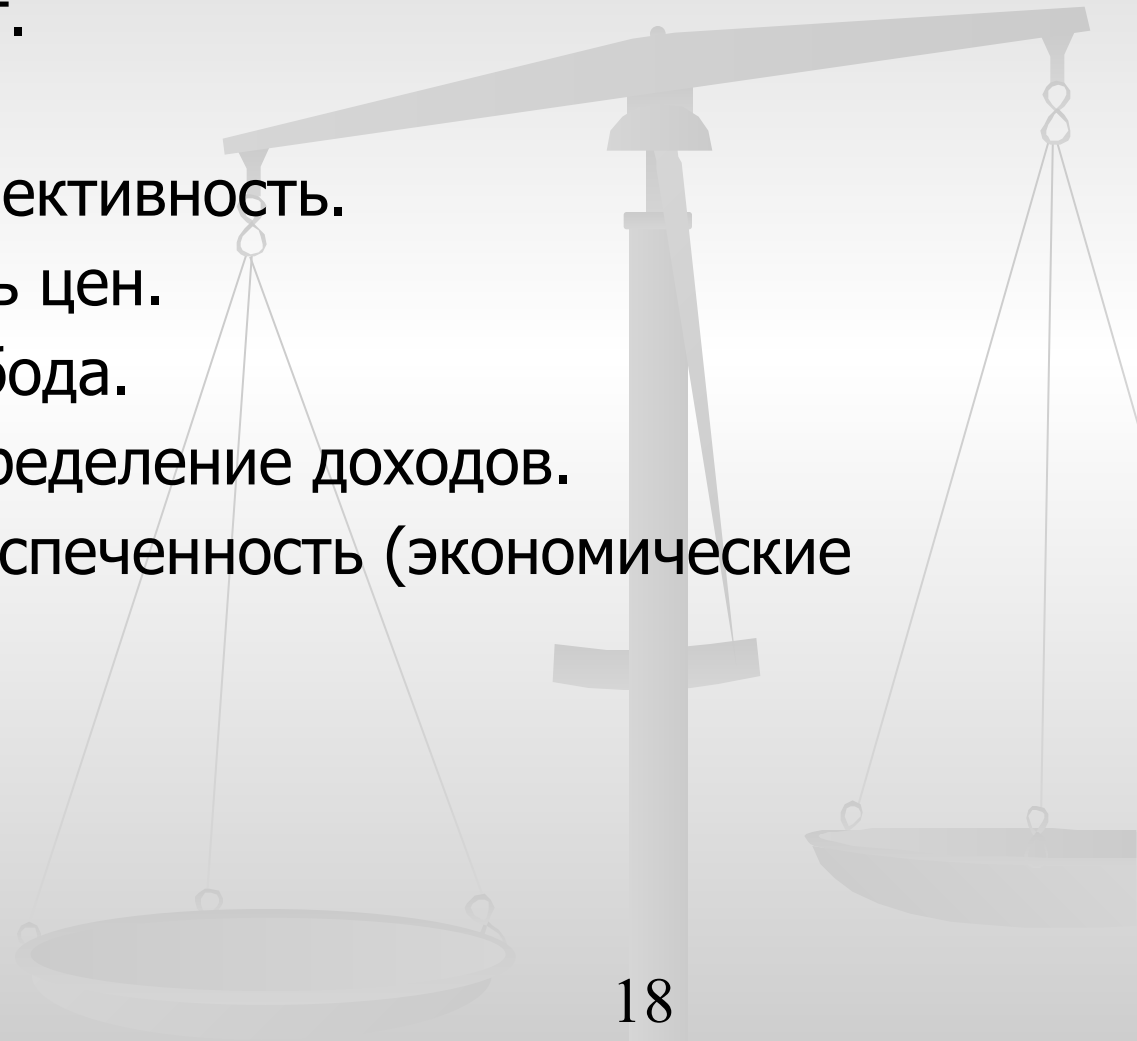 т.
ективность.
ь цен.
бода.
ределение доходов.
спеченность (экономические
18